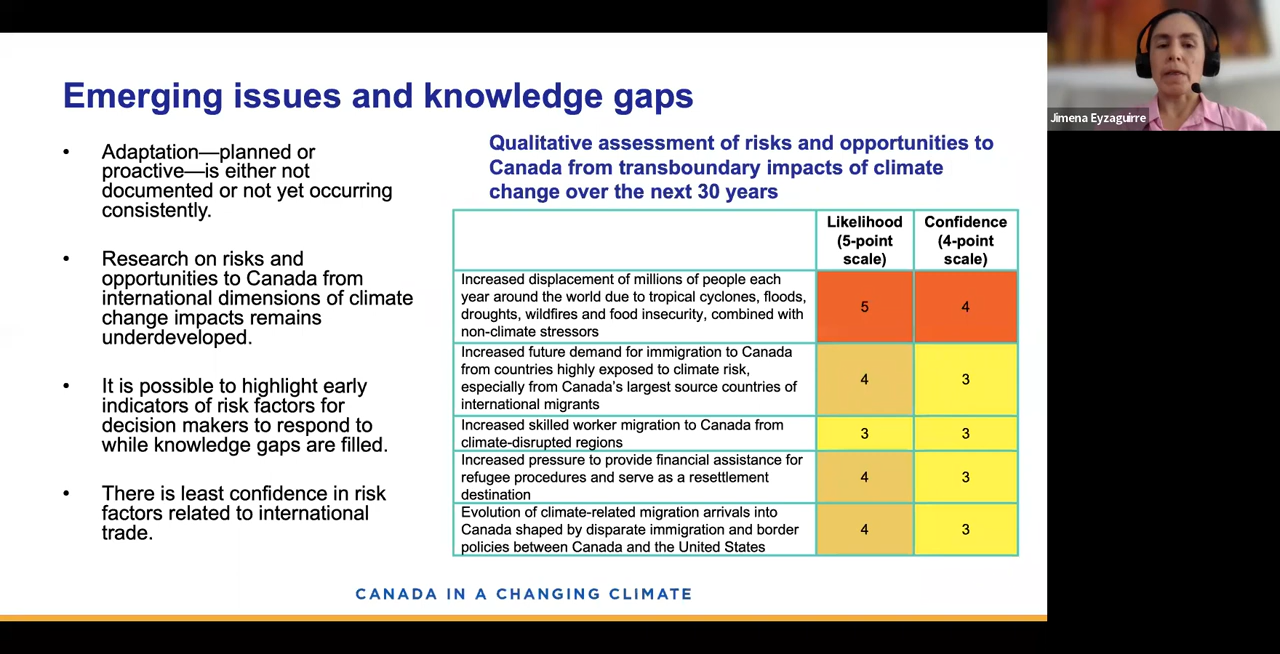 Emerging issues and knowledge gaps
Jimena Eyzaguirre
• Adaptation—planned or
proactive—is either not
documented or not yet occurring
consistently.
• Research on risks and
opportunities to Canada from
international dimensions of climate
change impacts remains
underdeveloped.
• It is possible to highlight early
indicators of risk factors for
decision makers to respond to
while knowledge gaps are filled.
• There is least confidence in risk
factors related to international
trade.
Qualitative assessment of risks and opportunities to
Canada from transboundary impacts of climate
change over the next 30 years
Likelihood
(5-point
scale)
Confidence
(4-point
scale)
Increased displacement of millions of people each
year around the world due to tropical cyclones, floods,
droughts, wildfires and food insecurity, combined with
non-climate stressors
5
4
Increased future demand for immigration to Canada
from countries highly exposed to climate risk,
especially from Canada's largest source countries of
international migrants
4
3
Increased skilled worker migration to Canada from
climate-disrupted regions
3
3
Increased pressure to provide financial assistance for
refugee procedures and serve as a resettlement
destination
4
3
Evolution of climate-related migration arrivals into
Canada shaped by disparate immigration and border
policies between Canada and the United States
4
3
CANADA IN A CHANGING CLIMATE